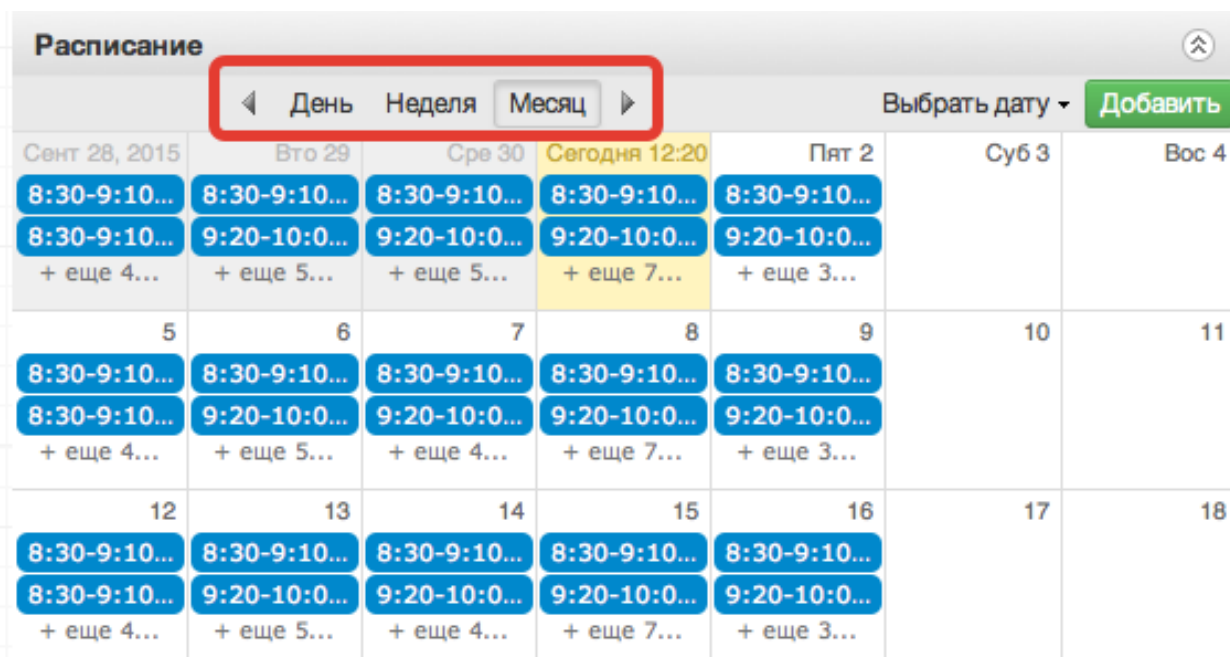 Расписание
День Неделя Месяц Выбрать дату Добавить
Сент 28, 2015 Вто 29 Сре 30 Сегодня 12:20 Пят 2 Суб 3 Вос 4
8:30-9:10... 8:30-9:10... 8:30-9:10... 8:30-9:10... 8:30-9:10...
8:30-9:10... 9:20-10:0... 9:20-10:0... 9:20-10:0... 9:20-10:0...
+ еще 4... + еще 5... + еще 5... + еще 7... + еще 3...
5 6 7 8 9 10 11
8:30-9:10... 8:30-9:10... 8:30-9:10... 8:30-9:10... 8:30-9:10...
8:30-9:10... 9:20-10:0... 9:20-10:0... 9:20-10:0... 9:20-10:0...
+ еще 4... + еще 5... + еще 4... + еще 7... + еще 3...
12 13 14 15 16 17 18
8:30-9:10... 8:30-9:10... 8:30-9:10... 8:30-9:10... 8:30-9:10...
8:30-9:10... 9:20-10:0... 9:20-10:0... 9:20-10:0... 9:20-10:0...
+ еще 4... + еще 5... + еще 4... + еще 7... + еще 3...